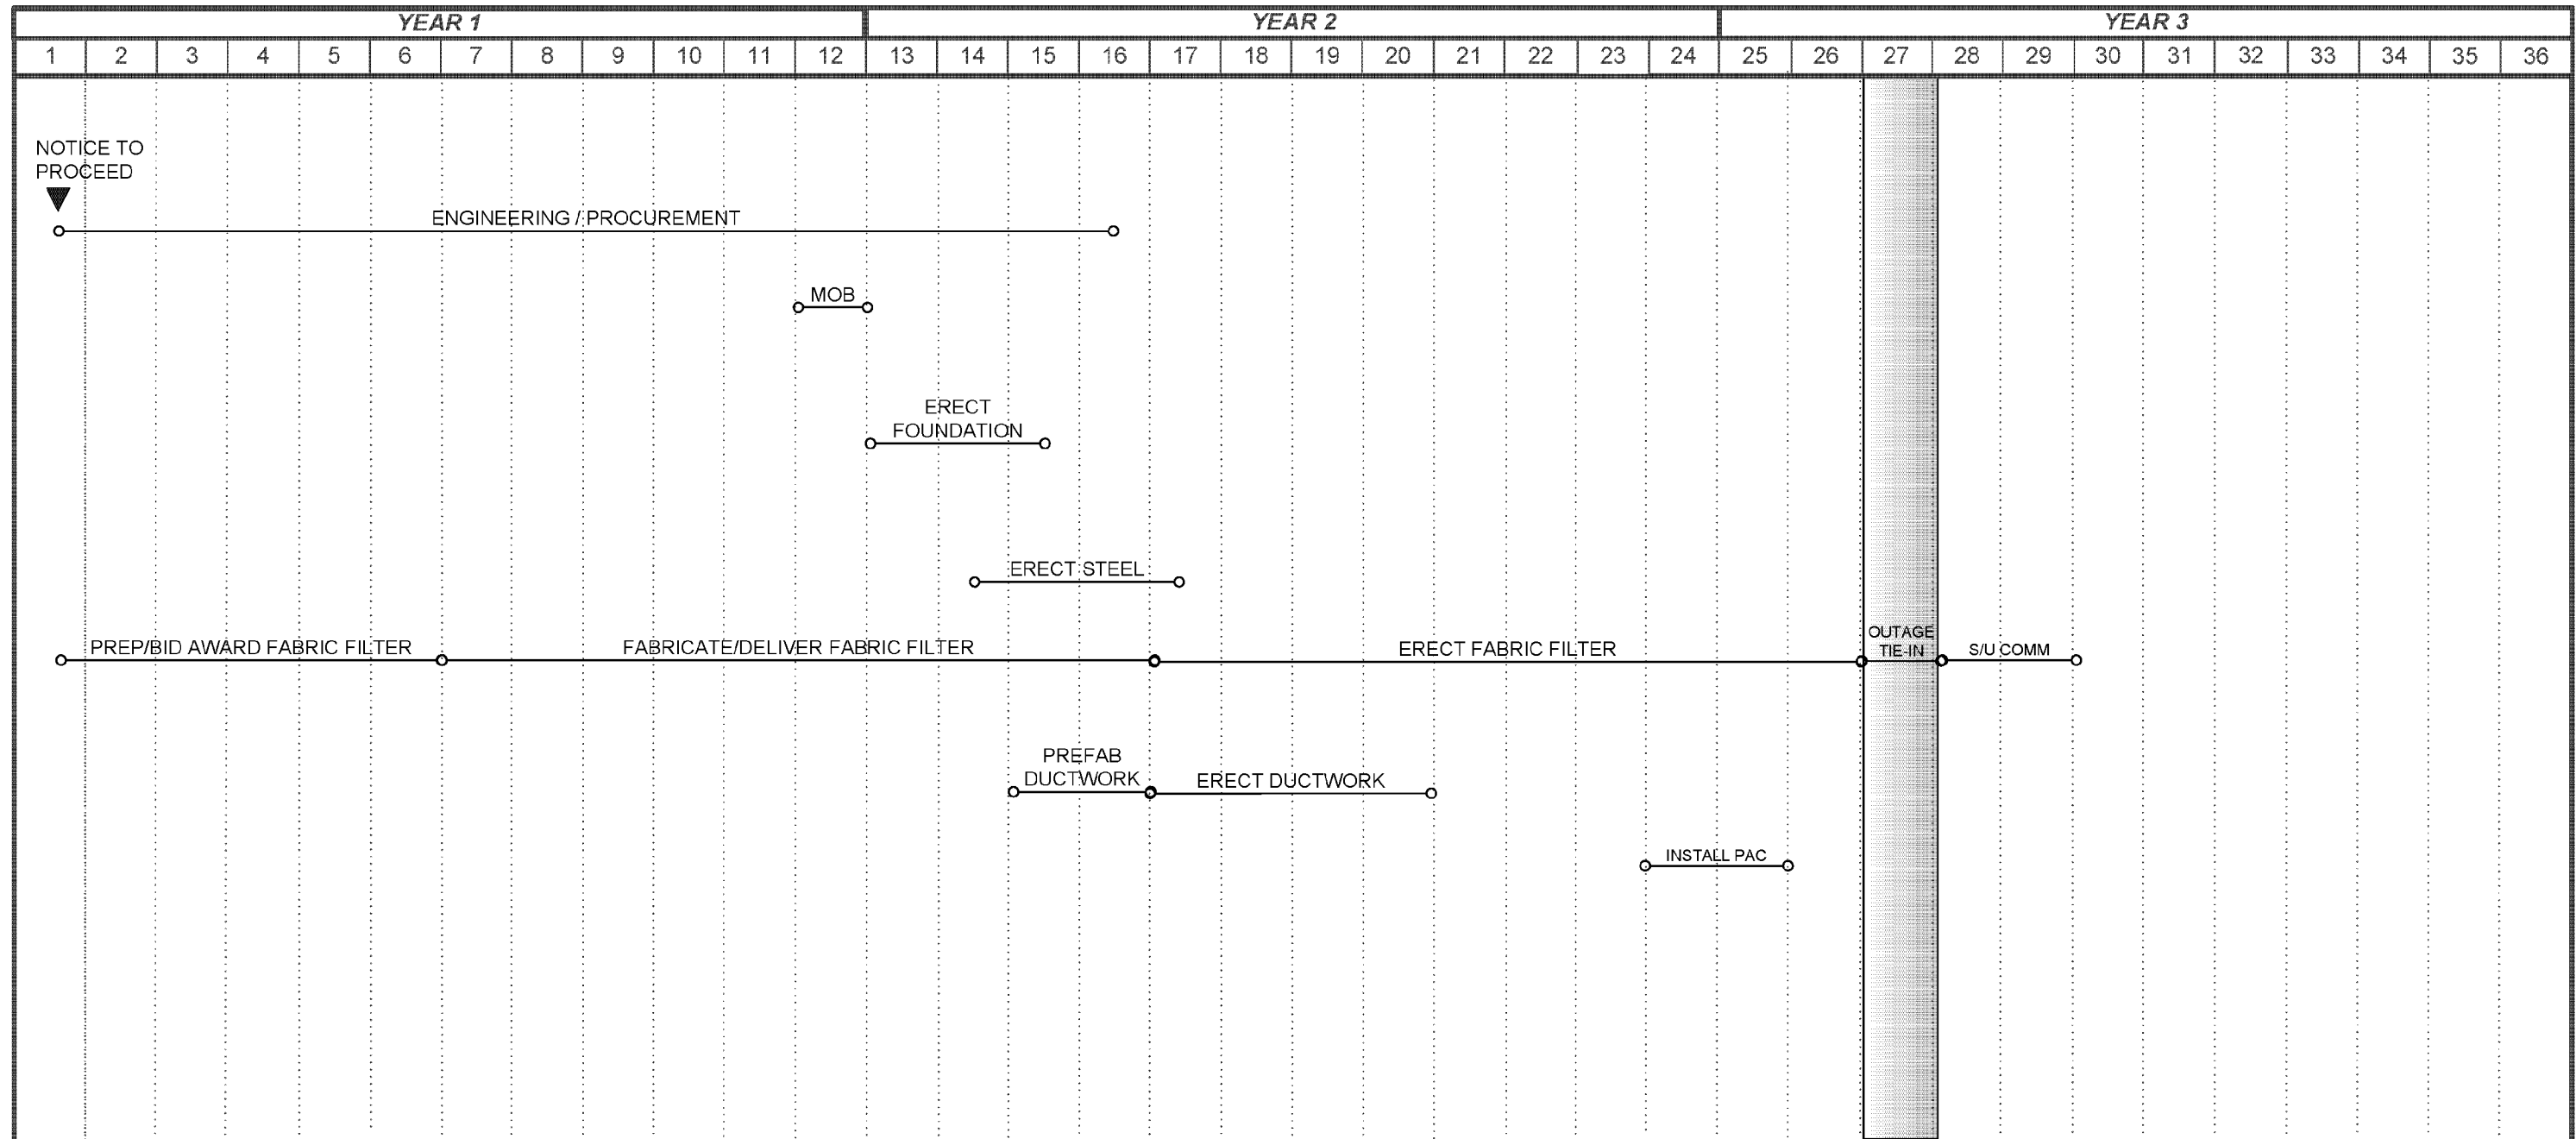 YEAR 1 YEAR 2 YEAR 3
1 2 3 4 5 6 7 8 9 10 11 12 13 14 15 16 17 18 19 20 21 22 23 24 25 26 27 28 29 30 31 32 33 34 35 36
NOTICE TO
PROCEED
ENGINEERING / PROCUREMENT
MOB
ERECT
FOUNDATION
ERECT STEEL
PREP/BID AWARD FABRIC FILTER
FABRICATE/DELIVER FABRIC FILTER
ERECT FABRIC FILTER
OUTAGE
TIE-IN
S/U COMM
PREFAB
DUCTWORK
ERECT DUCTWORK
INSTALL PAC